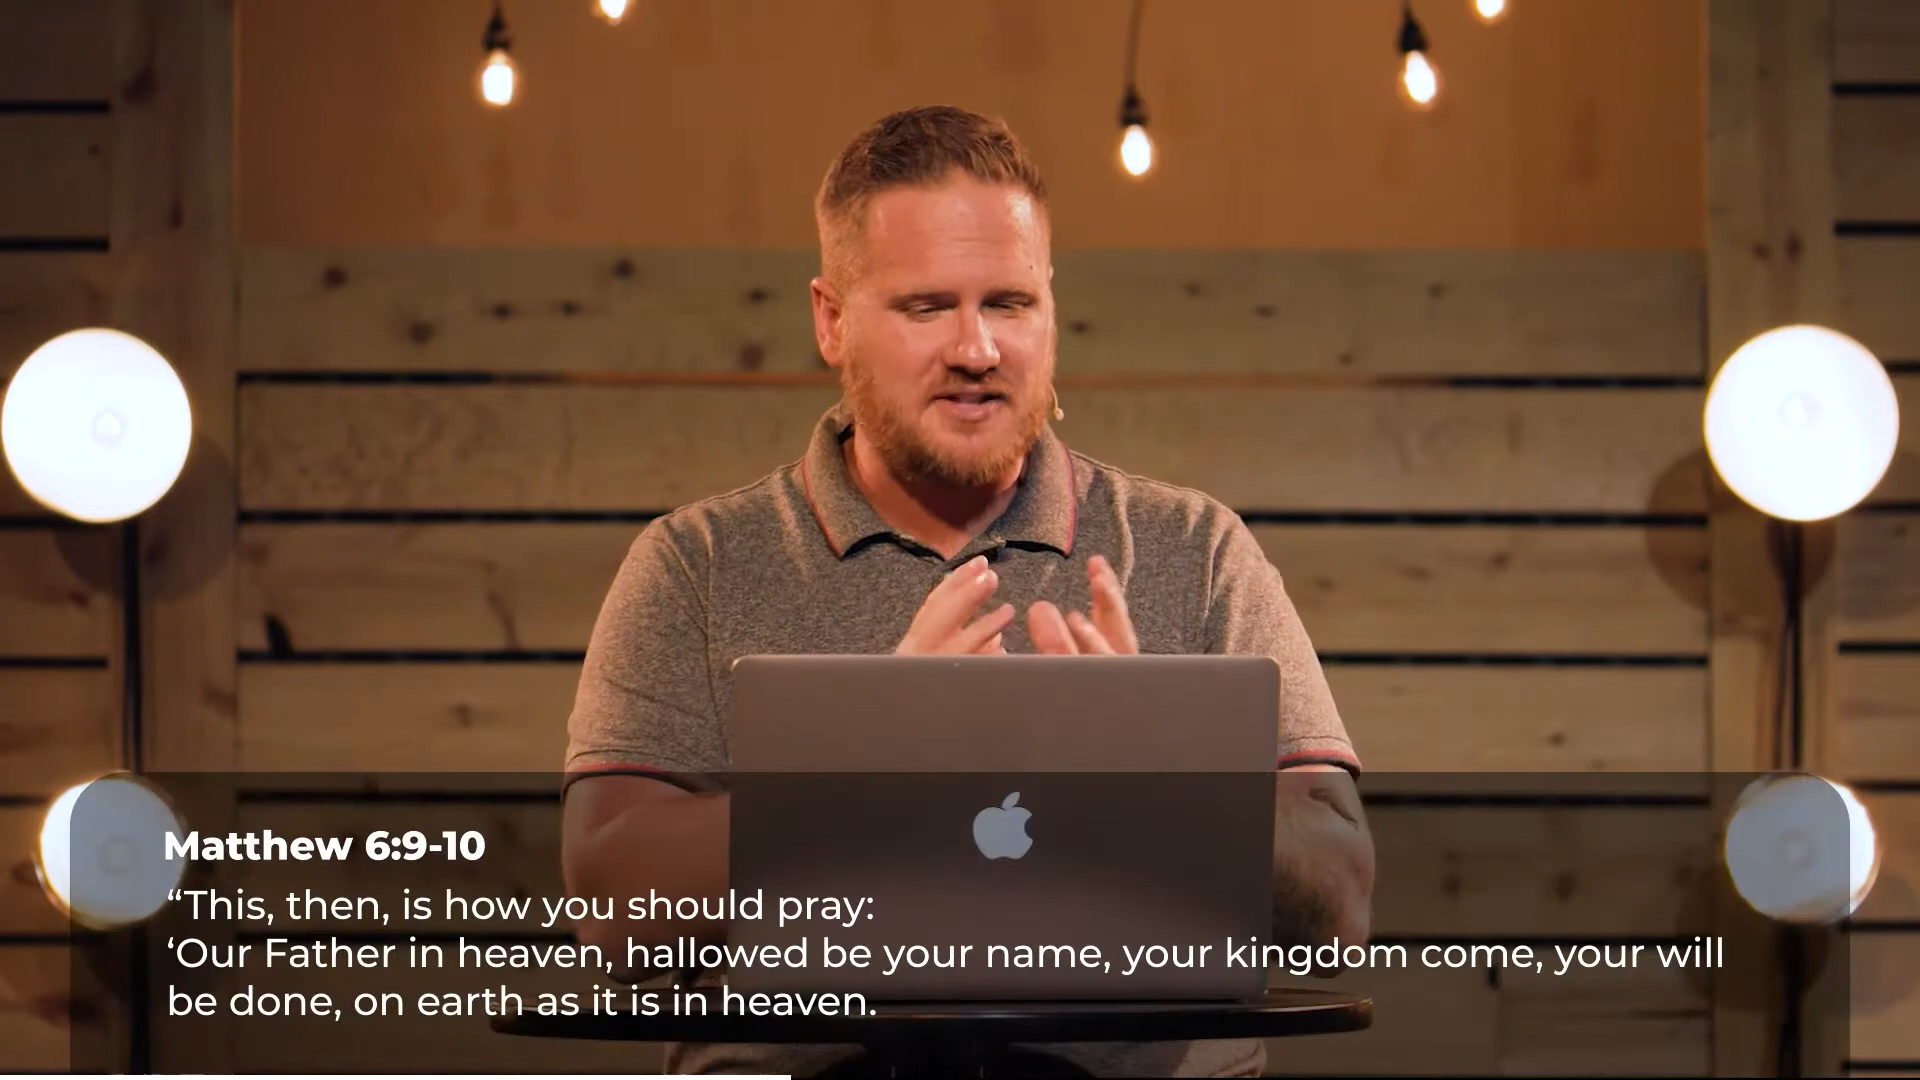 Matthew 6:9-10
“This, then, is how you should pray:
‘Our Father in heaven, hallowed be your name, your kingdom come, your will
be done, on earth as it is in heaven.